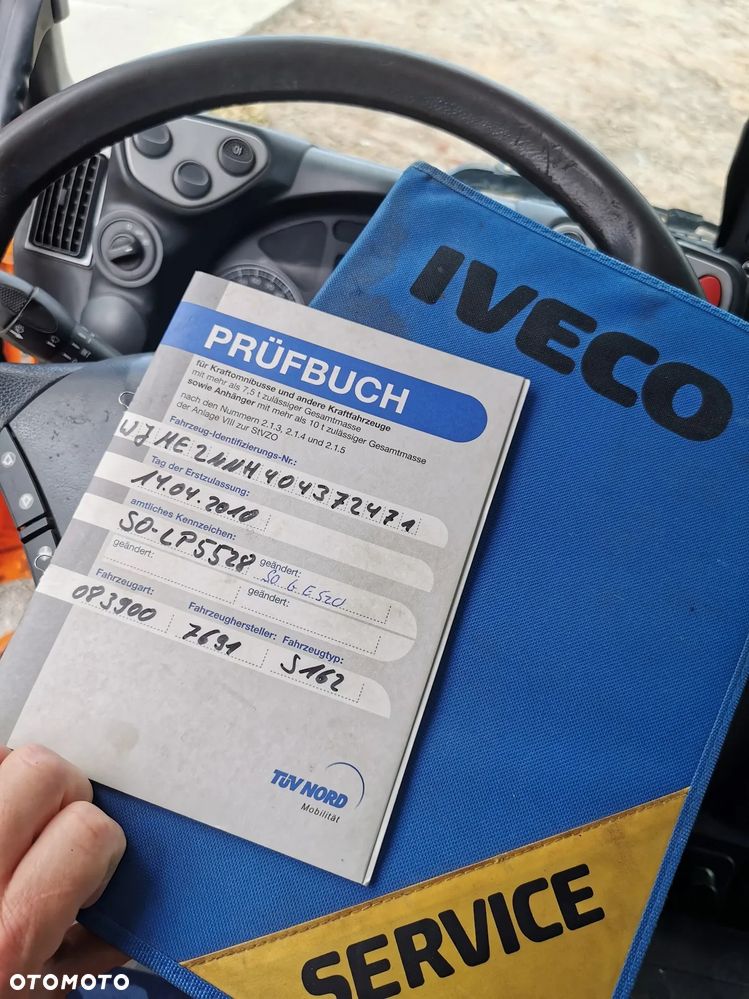 IVECO
PRÜFBUCH
für Kraftomnibusse und andere Kraftfahrzeuge
mit mehr als 7,5 t zulässiger Gesamtmasse
sowie Anhänger mit mehr als 10 t zulässiger Gesamtmasse
nach den Nummern 2.1.3, 2.1.4 und 2.1.5
der Anlage VIII zur StVZO
Fahrzeug-Identifizierungs-Nr.:
WJME2NNH404372471
Tag der Erstzulassung:
14.04.2010
amtliches Kennzeichen:
SO-LP5528
geändert:
SO GE 520
geändert:
geändert:
Fahrzeugart:
083900
Fahrzeughersteller:
7691
Fahrzeugtyp:
S162
TÜV NORD
Mobilität
SERVICE
OTOMOTO